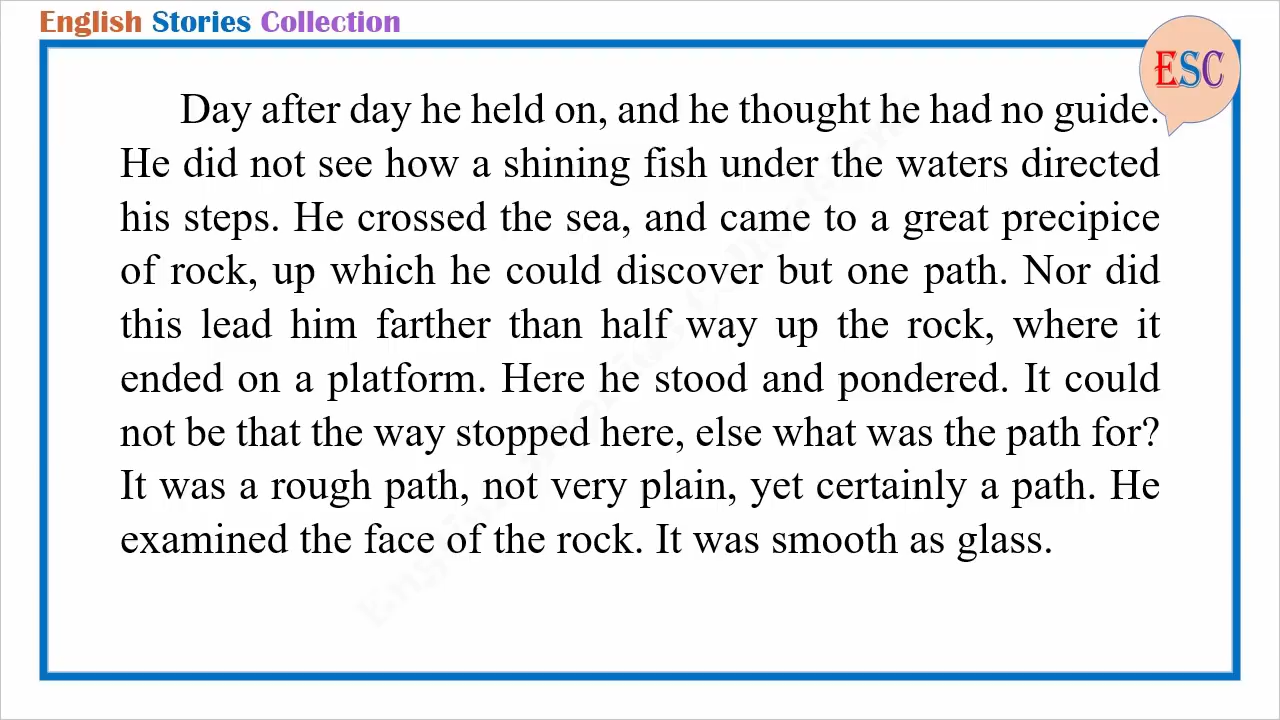 English Stories Collection
ESC
Day after day he held on, and he thought he had no guide.
He did not see how a shining fish under the waters directed
his steps. He crossed the sea, and came to a great precipice
of rock, up which he could discover but one path. Nor did
this lead him farther than half way up the rock, where it
ended on a platform. Here he stood and pondered. It could
not be that the way stopped here, else what was the path for?
It was a rough path, not very plain, yet certainly a path. He
examined the face of the rock. It was smooth as glass.